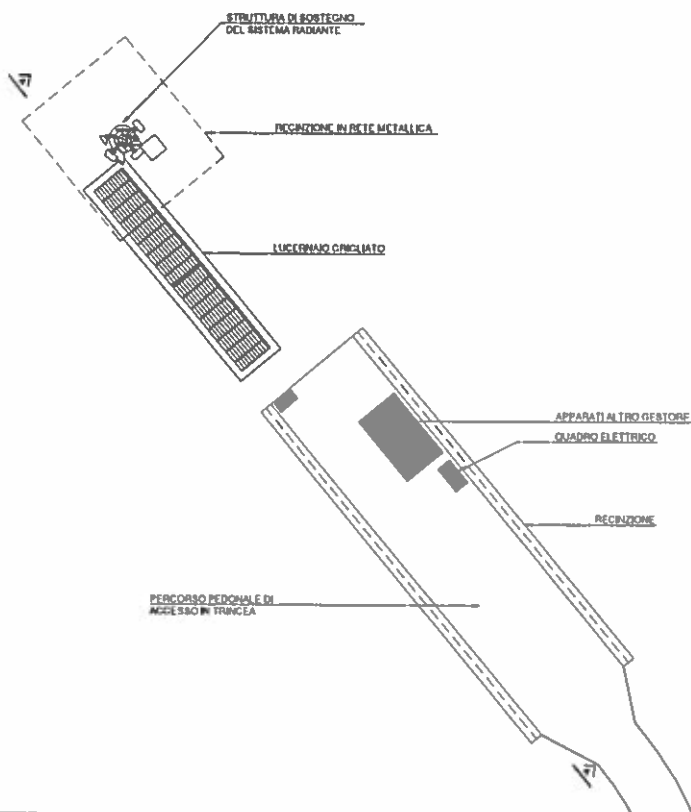 STRUTTURA DI SOSTEGNO
DEL SISTEMA RADIANTE
RECINZIONE IN RETE METALLICA
LUCERNAIO GRIGLIATO
APPARATI ALTRO GESTORE
QUADRO ELETTRICO
RECINZIONE
PERCORSO PEDONALE DI
ACCESSO IN TRINCEA